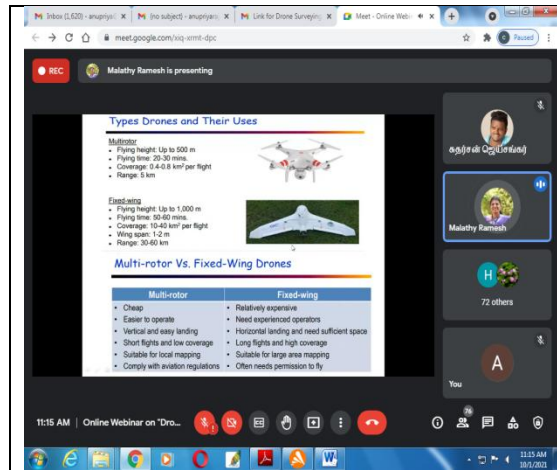 Inbox (1,620) - anupriyac
(no subject) - anupriyarc
Link for Drone Surveying
Meet - Online Webi
meet.google.com/xiq-xrmt-dpc
Paused
REC
Malathy Ramesh is presenting
Types Drones and Their Uses
Multirotor
• Flying height: Up to 500 m
• Flying time: 20-30 mins.
• Coverage: 0.4-0.8 km² per flight
• Range: 5 km
Fixed-wing
• Flying height: Up to 1,000 m
• Flying time: 50-60 mins.
• Coverage: 10-40 km² per flight
• Wing span: 1-2 m
• Range: 30-60 km
Multi-rotor Vs. Fixed-Wing Drones
Multi-rotor Fixed-wing
• Cheap • Relatively expensive
• Easier to operate • Need experienced operators
• Vertical and easy landing • Horizontal landing and need sufficient space
• Short flights and low coverage • Long flights and high coverage
• Suitable for local mapping • Suitable for large area mapping
• Comply with aviation regulations • Often needs permission to fly
சுதர்சன் ஜெய்சங்கர்
Malathy Ramesh
H
72 others
A
You
11:15 AM | Online Webinar on "Dro...
76
11:15 AM
10/1/2021